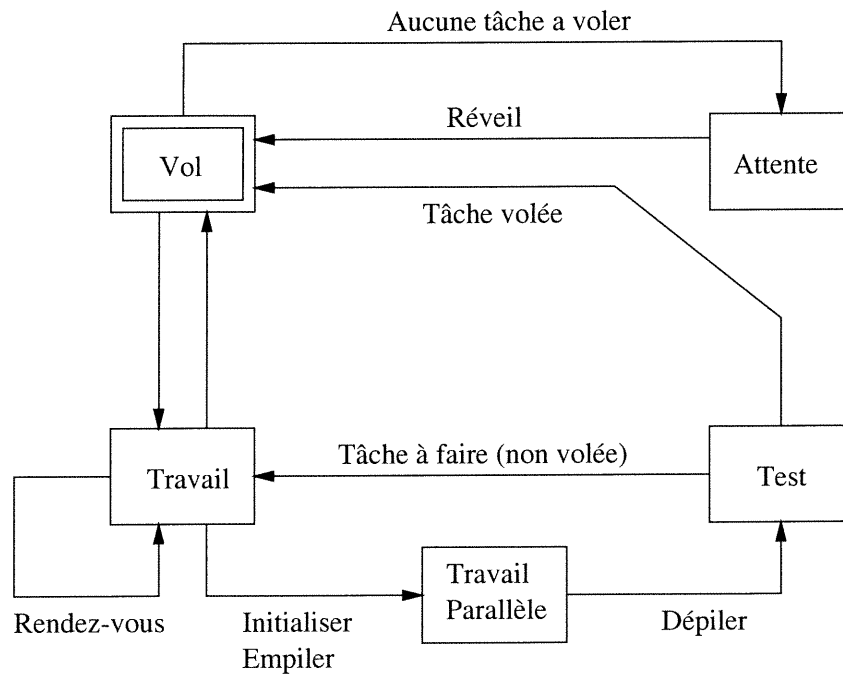 Aucune tâche a voler
Réveil
Vol
Attente
Tâche volée
Tâche à faire (non volée)
Travail
Test
Travail
Parallèle
Rendez-vous
Initialiser
Empiler
Dépiler